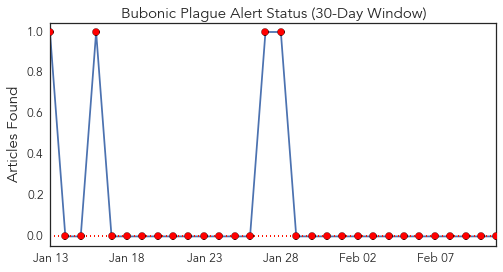 Bubonic Plague Alert Status (30-Day Window)
Articles Found
1.0
0.8
0.6
0.4
0.2
0.0
Jan 13 Jan 18 Jan 23 Jan 28 Feb 02 Feb 07